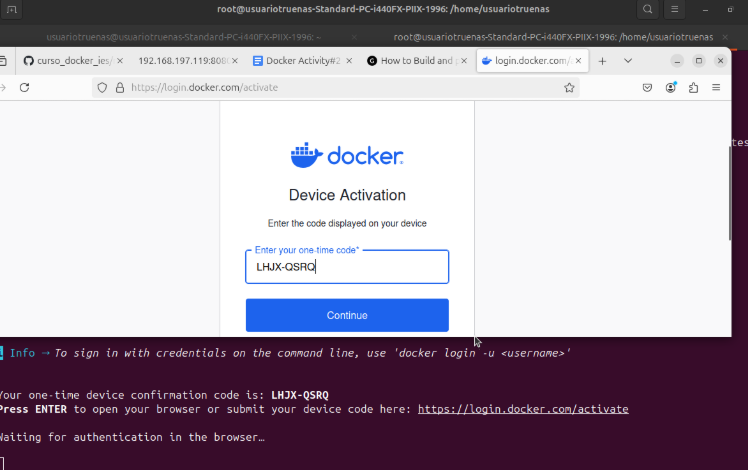 root@usuariotruenas-Standard-PC-i440FX-PIIX-1996: /home/usuariotruenas
usuariotruenas@usuariotruenas-Standard-PC-i440FX-PIIX-1996: ~
root@usuariotruenas-Standard-PC-i440FX-PIIX-1996: /home/usuariotruenas
curso_docker_ies/
192.168.197.119:808
Docker Activity#2
How to Build and
login.docker.com/
https://login.docker.com/activate
docker
Device Activation
Enter the code displayed on your device
Enter your one-time code*
LHJX-QSRQ
Continue
tes
Info → To sign in with credentials on the command line, use 'docker login -u <username>'
Your one-time device confirmation code is: LHJX-QSRQ
Press ENTER to open your browser or submit your device code here: https://login.docker.com/activate
Waiting for authentication in the browser…